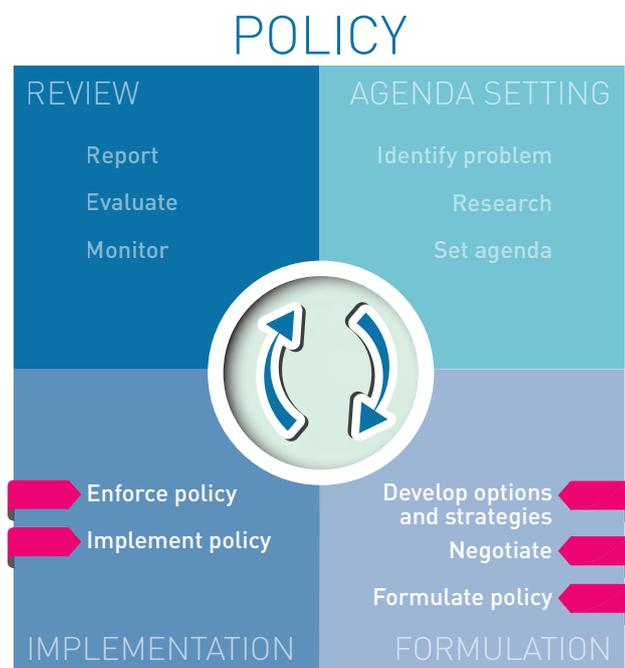 POLICY
REVIEW
Report
Evaluate
Monitor
AGENDA SETTING
Identify problem
Research
Set agenda
Enforce policy
Implement policy
IMPLEMENTATION
Develop options
and strategies
Negotiate
Formulate policy
FORMULATION